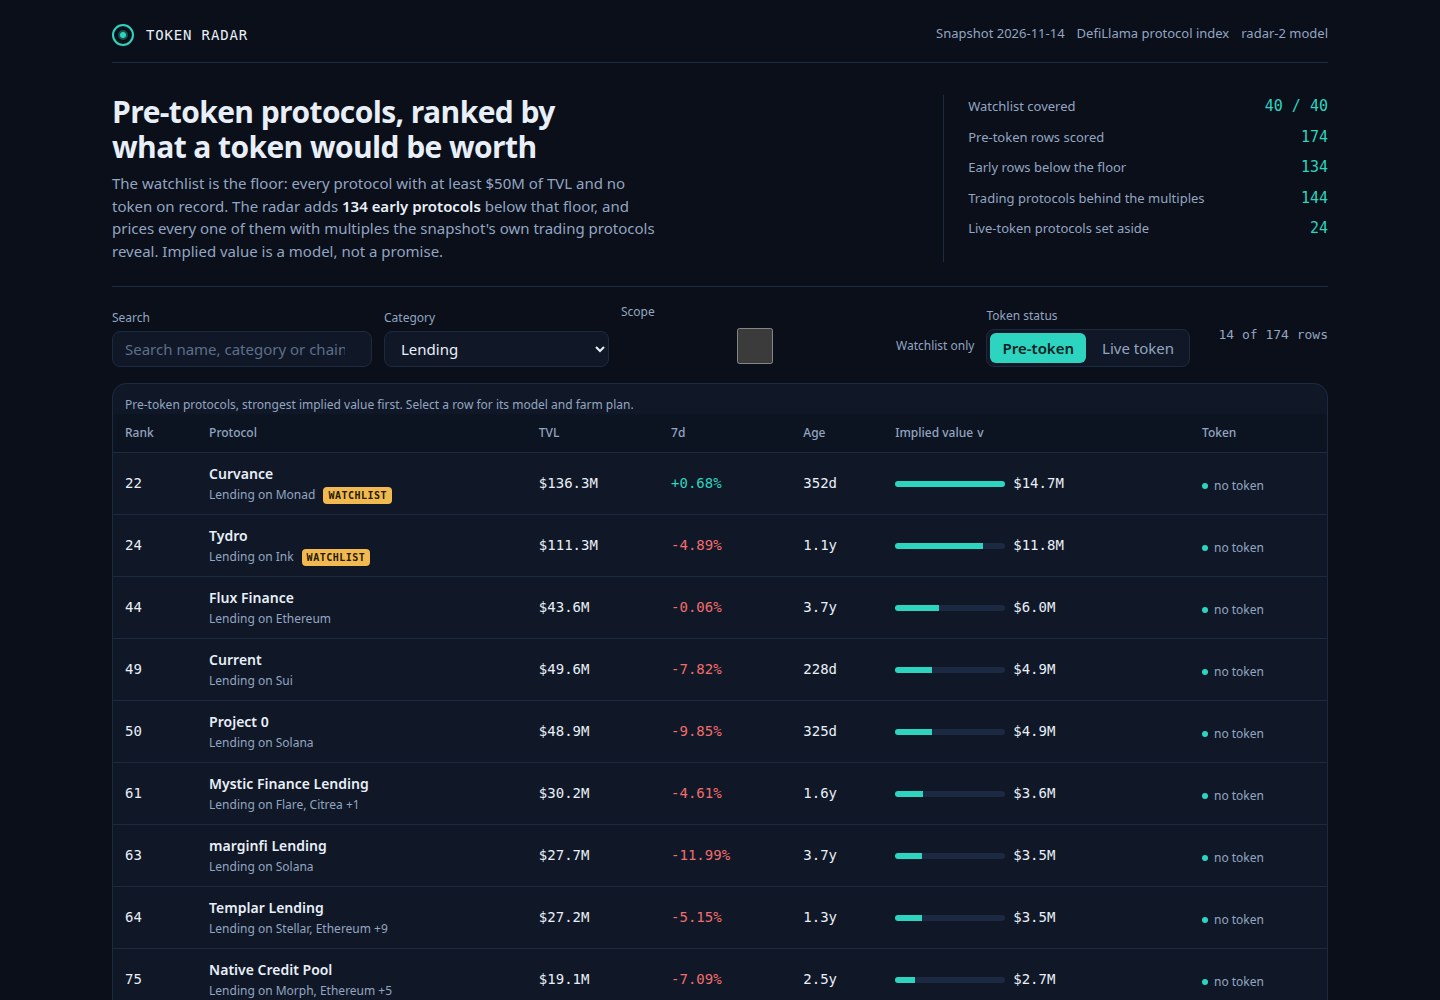 TOKEN RADAR
Snapshot 2026-11-14 DefiLlama protocol index radar-2 model
Pre-token protocols, ranked by
what a token would be worth
The watchlist is the floor: every protocol with at least $50M of TVL and no
token on record. The radar adds 134 early protocols below that floor, and
prices every one of them with multiples the snapshot's own trading protocols
reveal. Implied value is a model, not a promise.
Watchlist covered 40 / 40
Pre-token rows scored 174
Early rows below the floor 134
Trading protocols behind the multiples 144
Live-token protocols set aside 24
Search
Search name, category or chain
Category
Lending
Scope
Watchlist only
Token status
Pre-token Live token
14 of 174 rows
Pre-token protocols, strongest implied value first. Select a row for its model and farm plan.
Rank Protocol TVL 7d Age Implied value v Token
22 Curvance $136.3M +0.68% 352d $14.7M no token
Lending on Monad WATCHLIST
24 Tydro $111.3M -4.89% 1.1y $11.8M no token
Lending on Ink WATCHLIST
44 Flux Finance $43.6M -0.06% 3.7y $6.0M no token
Lending on Ethereum
49 Current $49.6M -7.82% 228d $4.9M no token
Lending on Sui
50 Project 0 $48.9M -9.85% 325d $4.9M no token
Lending on Solana
61 Mystic Finance Lending $30.2M -4.61% 1.6y $3.6M no token
Lending on Flare, Citrea +1
63 marginfi Lending $27.7M -11.99% 3.7y $3.5M no token
Lending on Solana
64 Templar Lending $27.2M -5.15% 1.3y $3.5M no token
Lending on Stellar, Ethereum +9
75 Native Credit Pool $19.1M -7.09% 2.5y $2.7M no token
Lending on Morph, Ethereum +5